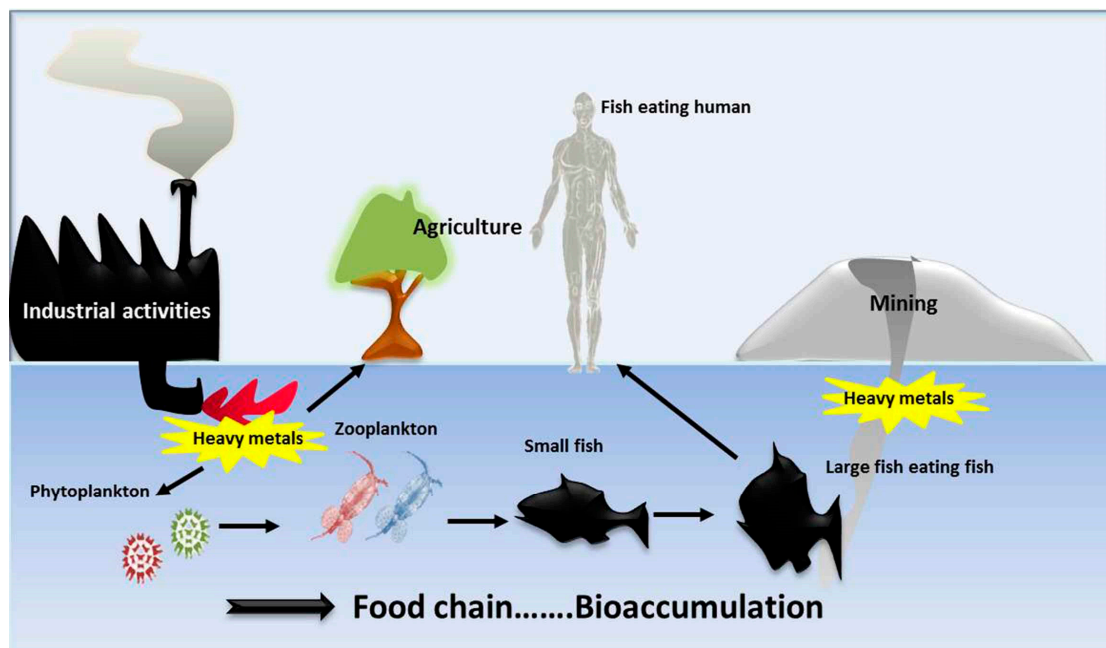 Fish eating human
Agriculture
Industrial activities
Mining
Heavy metals
Heavy metals
Zooplankton
Small fish
Large fish eating fish
Phytoplankton
Food chain.......Bioaccumulation